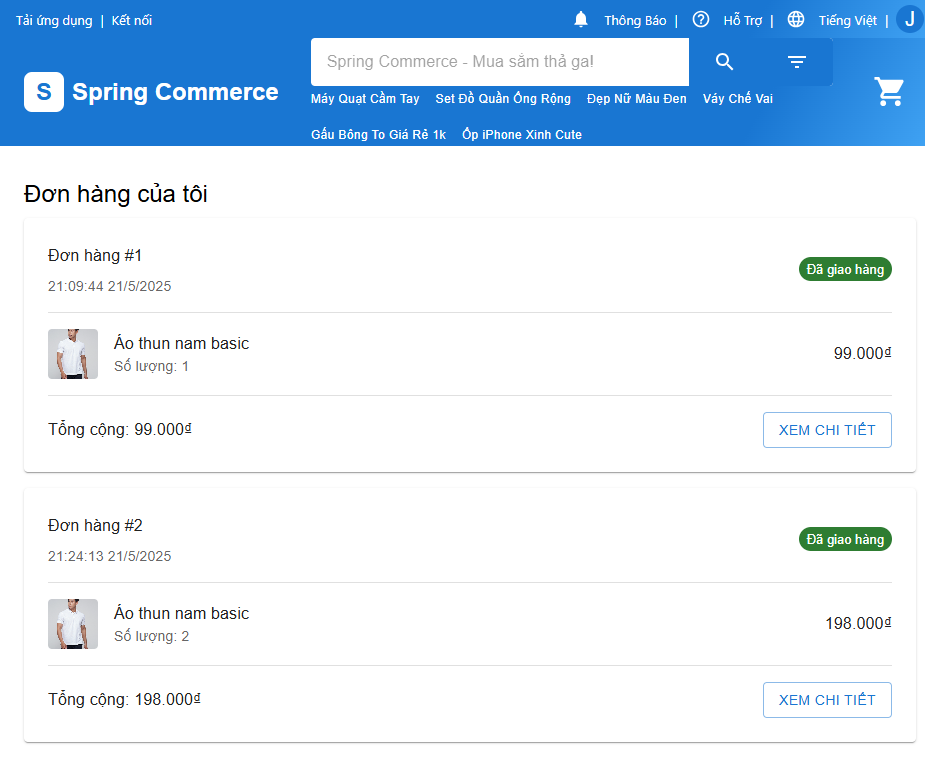 Tải ứng dụng | Kết nối
Thông Báo | Hỗ Trợ | Tiếng Việt | J
Spring Commerce - Mua sắm thả ga!
S Spring Commerce
Máy Quạt Cầm Tay Set Đồ Quần Ống Rộng Đẹp Nữ Màu Đen Váy Chế Vai
Gấu Bông To Giá Rẻ 1k Ốp iPhone Xinh Cute
Đơn hàng của tôi
Đơn hàng #1
21:09:44 21/5/2025
Đã giao hàng
Áo thun nam basic
Số lượng: 1
99.000₫
Tổng cộng: 99.000₫
XEM CHI TIẾT
Đơn hàng #2
21:24:13 21/5/2025
Đã giao hàng
Áo thun nam basic
Số lượng: 2
198.000₫
Tổng cộng: 198.000₫
XEM CHI TIẾT